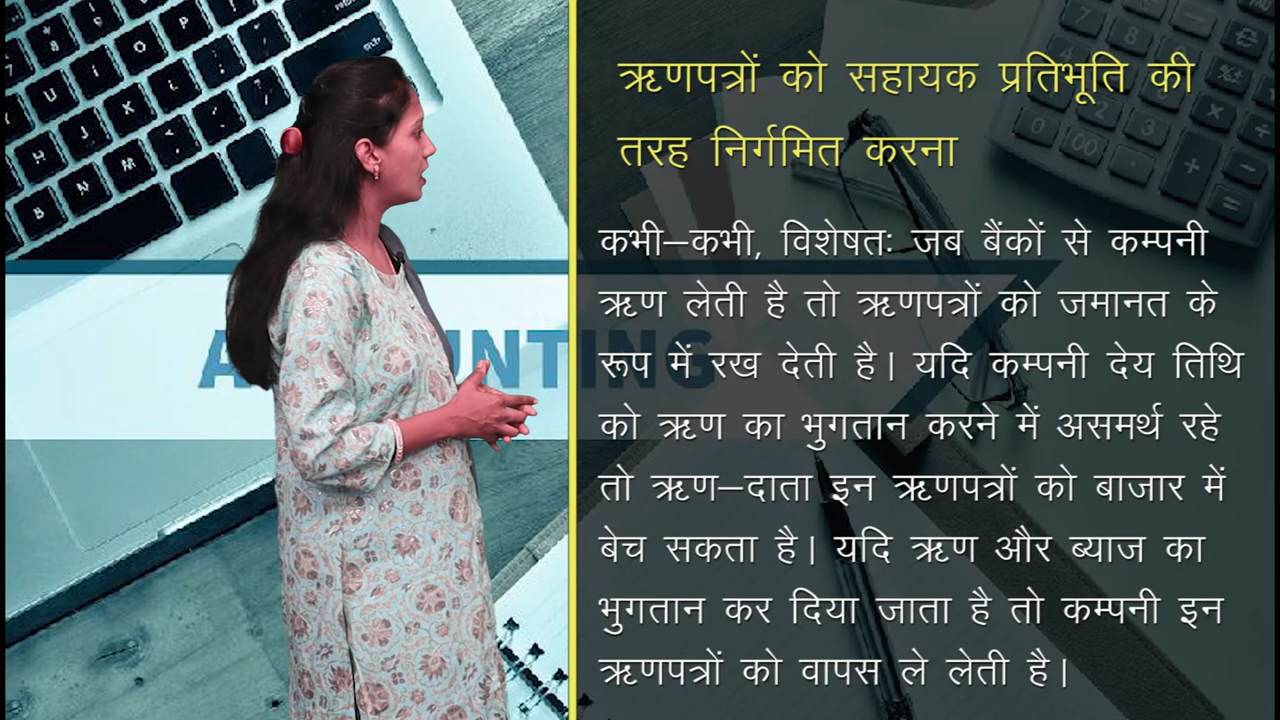 ऋणपत्रों को सहायक प्रतिभूति की
तरह निर्गमित करना
कभी–कभी, विशेषतः जब बैंकों से कम्पनी
ऋण लेती है तो ऋणपत्रों को जमानत के
रूप में रख देती है। यदि कम्पनी देय तिथि
को ऋण का भुगतान करने में असमर्थ रहे
तो ऋण–दाता इन ऋणपत्रों को बाजार में
बेच सकता है। यदि ऋण और ब्याज का
भुगतान कर दिया जाता है तो कम्पनी इन
ऋणपत्रों को वापस ले लेती है।